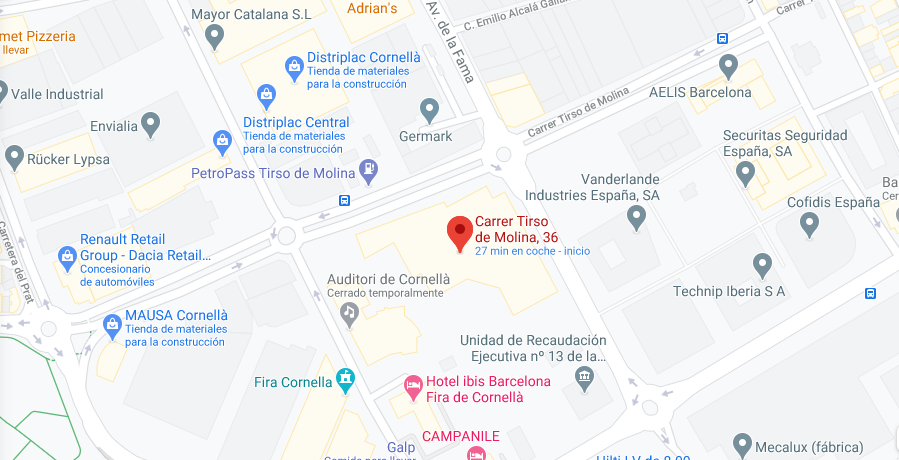 Adrian's
Mayor Catalana S.L
C. Emilio Alcalá Galia
Carrer Tirso
met Pizzeria
llevar
Av. de la Fama
Distriplac Cornellà
Tienda de materiales
para la construcción
Valle Industrial
AELIS Barcelona
Carrer Tirso de Molina
Envialia
Distriplac Central
Tienda de materiales
para la construcción
Germark
Securitas Seguridad
España, SA
Rücker Lypsa
PetroPass Tirso de Molina
Vanderlande
Industries España, SA
Ba
Cer
Cofidis España
Carrer Tirso
de Molina, 36
27 min en coche - inicio
Carretera del Prat
Renault Retail
Group - Dacia Retail...
Concesionario
de automóviles
Auditori de Cornellà
Cerrado temporalmente
Technip Iberia S A
MAUSA Cornellà
Tienda de materiales
para la construcción
Unidad de Recaudación
Ejecutiva nº 13 de la...
Fira Cornella
Hotel ibis Barcelona
Fira de Cornellà
CAMPANILE
Galp
Comida para llevar
Mecalux (fábrica)
Hilti LV de 8:00